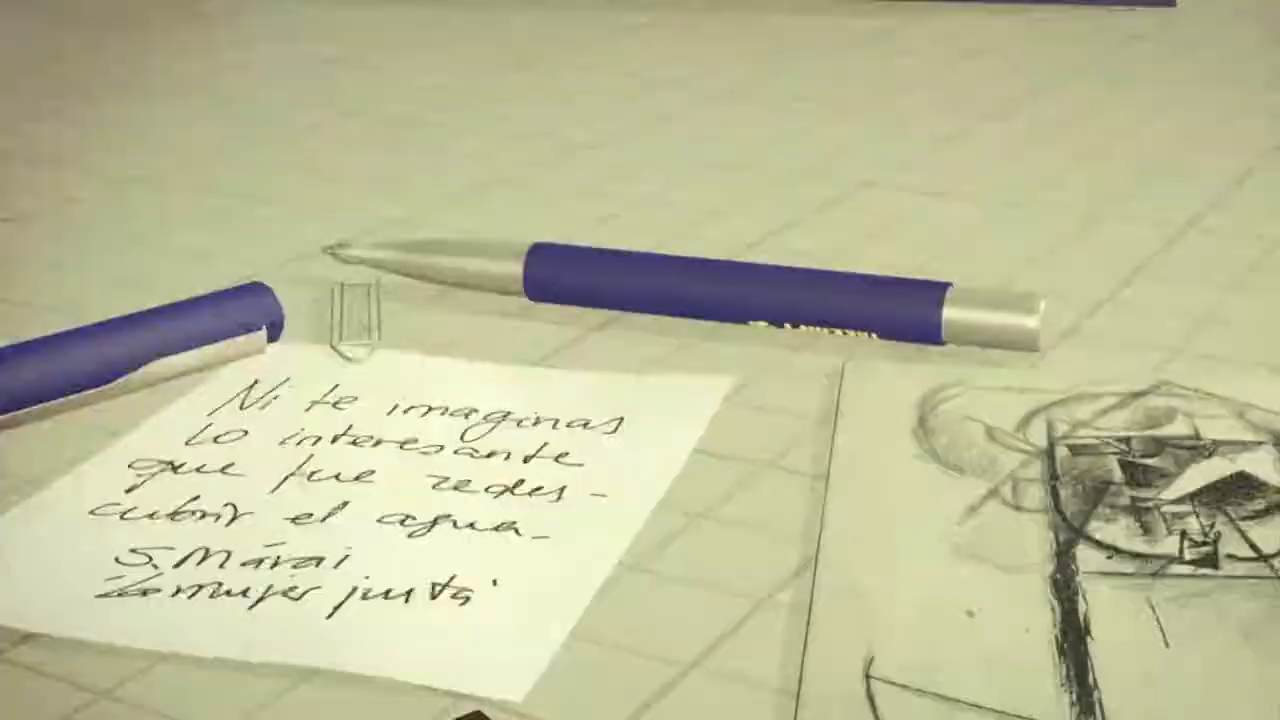 Ni te imaginas
lo interesante
que fue redes-
cubrir el agua.
S. Márai
"La mujer justa"